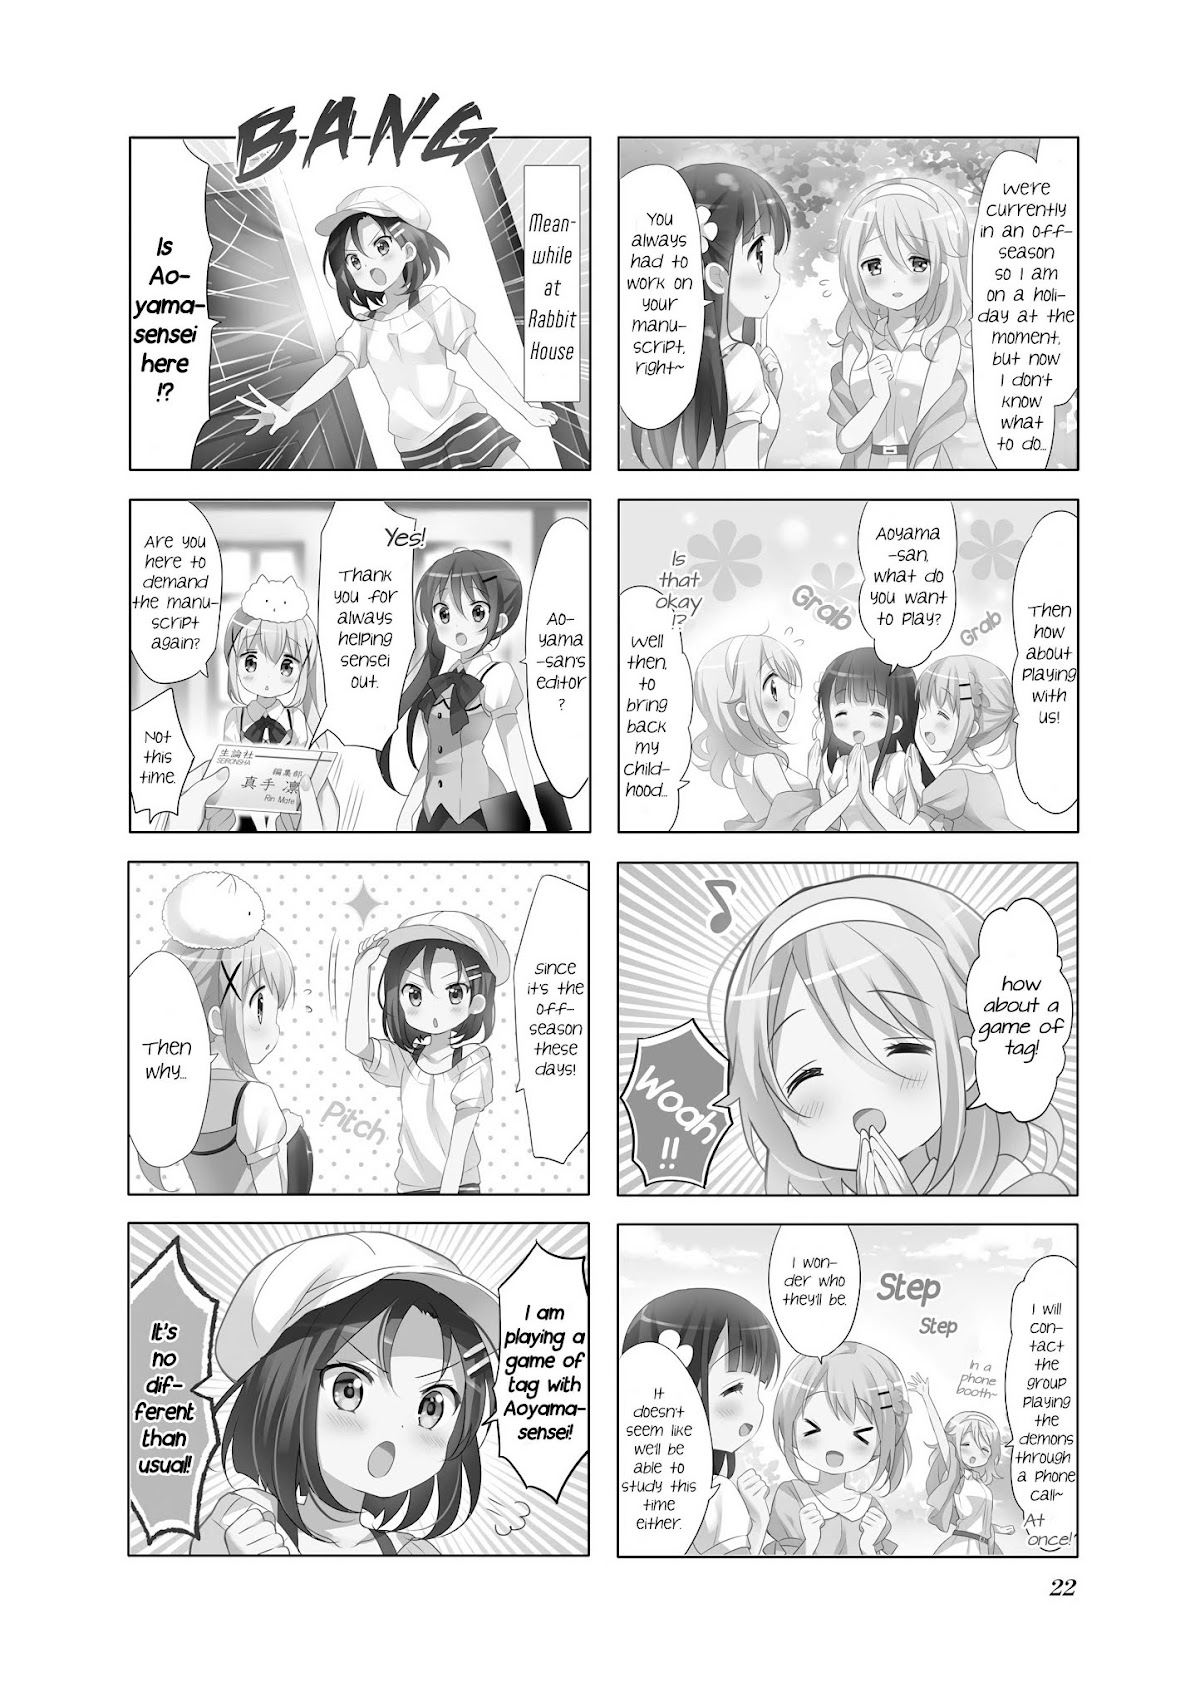 We're
currently
in an off-
season
so I am
on a holi-
day at the
moment,
but now
I don't
know
what
to do...
You
always
had to
work on
your
manu-
script,
right~
Then
how
about
playing
with
us!
Aoyama
-san,
what do
you want
to play?
Grab
Grab
Is
that
okay
!?
Well
then,
to
bring
back
my
child-
hood...
how
about a
game of
tag!
Woah
!!
I will
con-
tact
the
group
playing
the
demons
through
a phone
call~
At
once!
In a
phone
booth~
Step
Step
I won-
der who
they'll be.
It
doesn't
seem like
we'll be
able to
study this
time
either.
BANG
Mean-
while at
Rabbit
House
Is
Ao-
yama-
sensei
here
!?
Ao-
yama
-san's
editor
?
Yes!
Thank
you for
always
helping
sensei
out.
Are you
here to
demand
the manu-
script
again?
Not
this
time.
生論社
SEIRONSHA
編集部
真手 凛
Rin Mate
Since
it's the
off-
season
these
days!
Pitch
Then
why...
I am
playing a
game of
tag with
Aoyama-
sensei!
It's
no
dif-
ferent
than
usual!
22